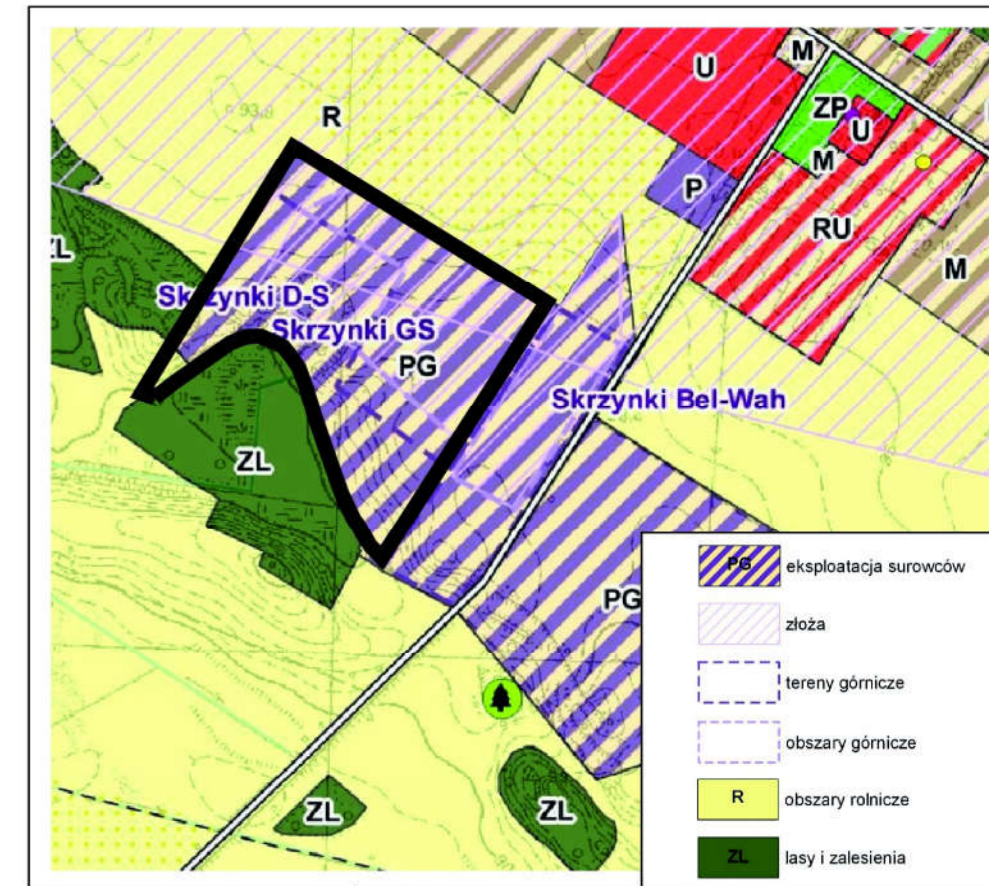 U
M
ZP
U
R
P
M
RU
M
ZL
Skrzynki D-S
Skrzynki GS
PG
Skrzynki Bel-Wah
ZL
PG
ZL
ZL
PG eksploatacja surowców
złoża
tereny górnicze
obszary górnicze
R obszary rolnicze
ZL lasy i zalesienia